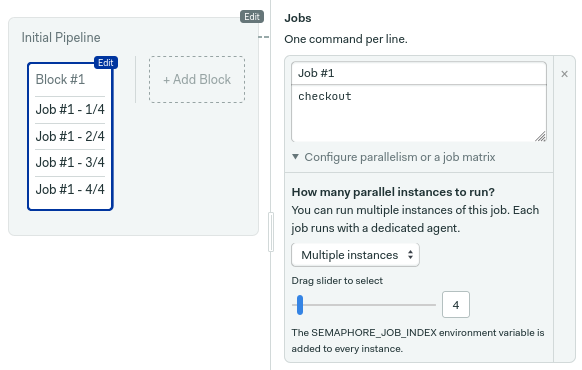 Edit
Initial Pipeline
Edit
Block #1
+ Add Block
Job #1 - 1/4
Job #1 - 2/4
Job #1 - 3/4
Job #1 - 4/4
Jobs
One command per line.
Job #1
×
checkout
▼ Configure parallelism or a job matrix
How many parallel instances to run?
You can run multiple instances of this job. Each
job runs with a dedicated agent.
Multiple instances
Drag slider to select
4
The SEMAPHORE_JOB_INDEX environment variable is
added to every instance.